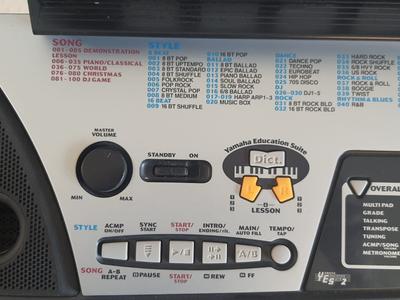 SONG
001-005 DEMONSTRATION
LESSON
006-035 PIANO/CLASSICAL
036-075 WORLD
076-080 CHRISTMAS
081-100 DJ GAME
STYLE
8 BEAT
001 8 BT POP
002 8 BT UPTEMPO
003 8 BT STANDARD
004 8 BT SHUFFLE
005 FOLKROCK
006 POP ROCK
007 CRYSTAL POP
008 8 BT MEDIUM
16 BEAT
009 16 BT SHUFFLE
010 16 BT POP
BALLAD
011 8 BT BALLAD
012 EPIC BALLAD
013 PIANO BALLAD
014 SOUL BALLAD
015 SLOW ROCK
016 6/8 BALLAD
017-019 HARP ARP1-3
020 MUSIC BOX
DANCE
021 DANCE POP
022 TECHNO
023 EUROBEAT
024 HIP HOP
025 70S DISCO
DJ
026-030 DJ1-5
ROCK
031 8 BT ROCK BLD
032 16 BT ROCK BLD
033 HARD ROCK
034 ROCK SHUFFLE
035 6/8 HVY ROCK
036 US ROCK
037 ROCK & ROLL
038 BOOGIE
039 TWIST
RHYTHM & BLUES
040 R&B
MASTER
VOLUME
MIN
MAX
STANDBY
ON
Yamaha Education Suite
Dict.
LESSON
STYLE
ACMP
ON/OFF
SYNC
START
START/
STOP
INTRO/
ENDING/rit.
MAIN/
AUTO FILL
TEMPO/
TAP
A/B
SONG
A-B
REPEAT
PAUSE
START/
STOP
REW
FF
OVERAL
MULTI PAD
GRADE
TALKING
TRANSPOSE
TUNING
ACMP/SONG
VOLUME
METRONOME
VOLUME
YES 2